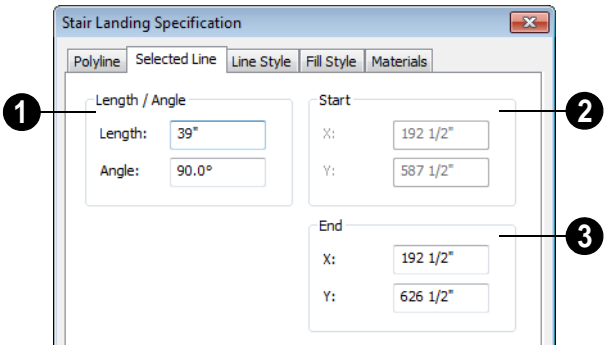 Stair Landing Specification
Polyline Selected Line Line Style Fill Style Materials
1
Length / Angle
Length: 39"
Angle: 90.0°
2
Start
X: 192 1/2"
Y: 587 1/2"
3
End
X: 192 1/2"
Y: 626 1/2"